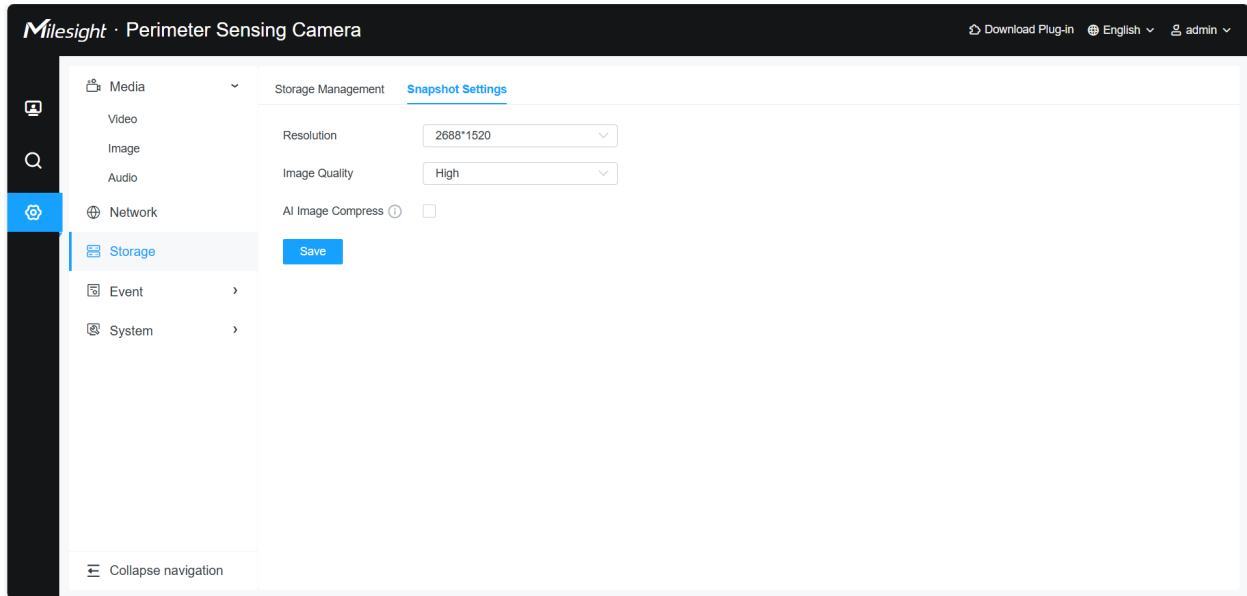 Milesight · Perimeter Sensing Camera
Download Plug-in English admin
Media
Video
Image
Audio
Network
Storage
Event
System
Collapse navigation
Storage Management Snapshot Settings
Resolution 2688*1520
Image Quality High
AI Image Compress
Save